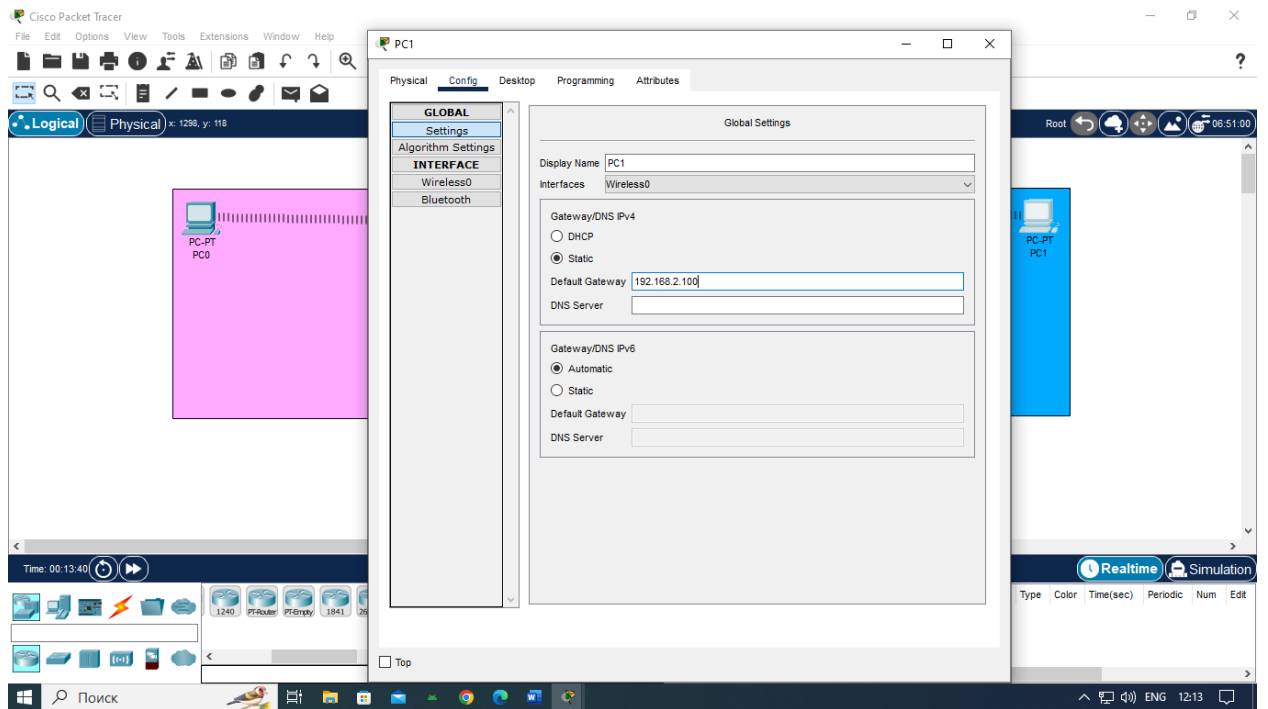 Cisco Packet Tracer
File Edit Options View Tools Extensions Window Help
PC1
?
Physical Config Desktop Programming Attributes
Logical Physical x: 1298, y: 118
Root 06:51:00
GLOBAL
Settings
Algorithm Settings
INTERFACE
Wireless0
Bluetooth
Global Settings
Display Name PC1
Interfaces Wireless0
Gateway/DNS IPv4
DHCP
Static
Default Gateway 192.168.2.100
DNS Server
Gateway/DNS IPv6
Automatic
Static
Default Gateway
DNS Server
PC-PT
PC0
PC-PT
PC1
Time: 00:13:40
Realtime Simulation
1240 PT-Router PT-Empty 1841 26
Type Color Time(sec) Periodic Num Edit
Top
Поиск
ENG 12:13